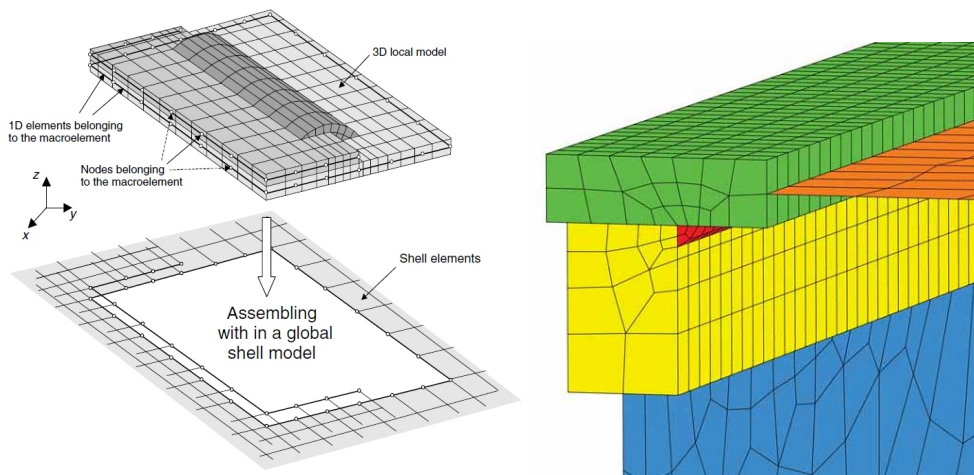 3D local model
1D elements belonging
to the macroelement
Nodes belonging
to the macroelement
z
y
x
Shell elements
Assembling
with in a global
shell model